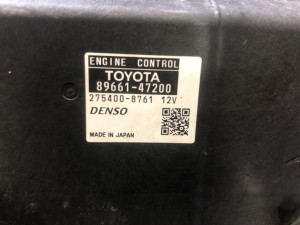 ENGINE CONTROL
TOYOTA
89661-47200
275400-8761 12V
DENSO
MADE IN JAPAN